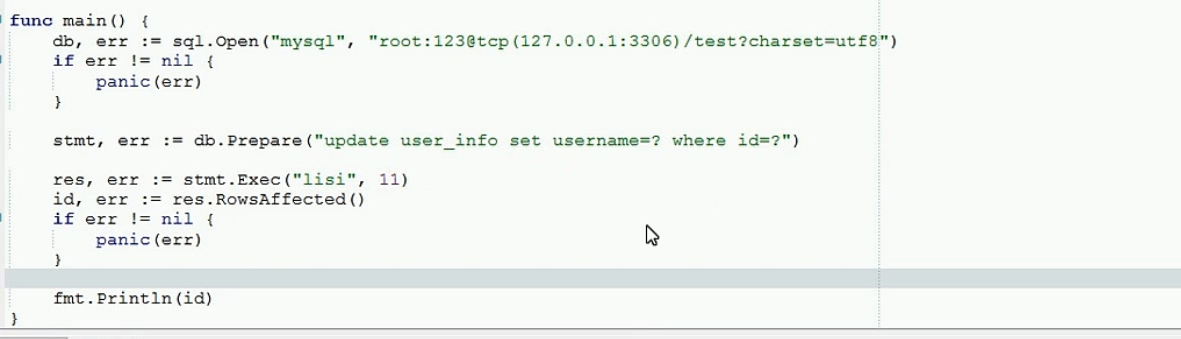 func main() {
    db, err := sql.Open("mysql", "root:123@tcp(127.0.0.1:3306)/test?charset=utf8")
    if err != nil {
        panic(err)
    }
    stmt, err := db.Prepare("update user_info set username=? where id=?")
    res, err := stmt.Exec("lisi", 11)
    id, err := res.RowsAffected()
    if err != nil {
        panic(err)
    }
    fmt.Println(id)
}